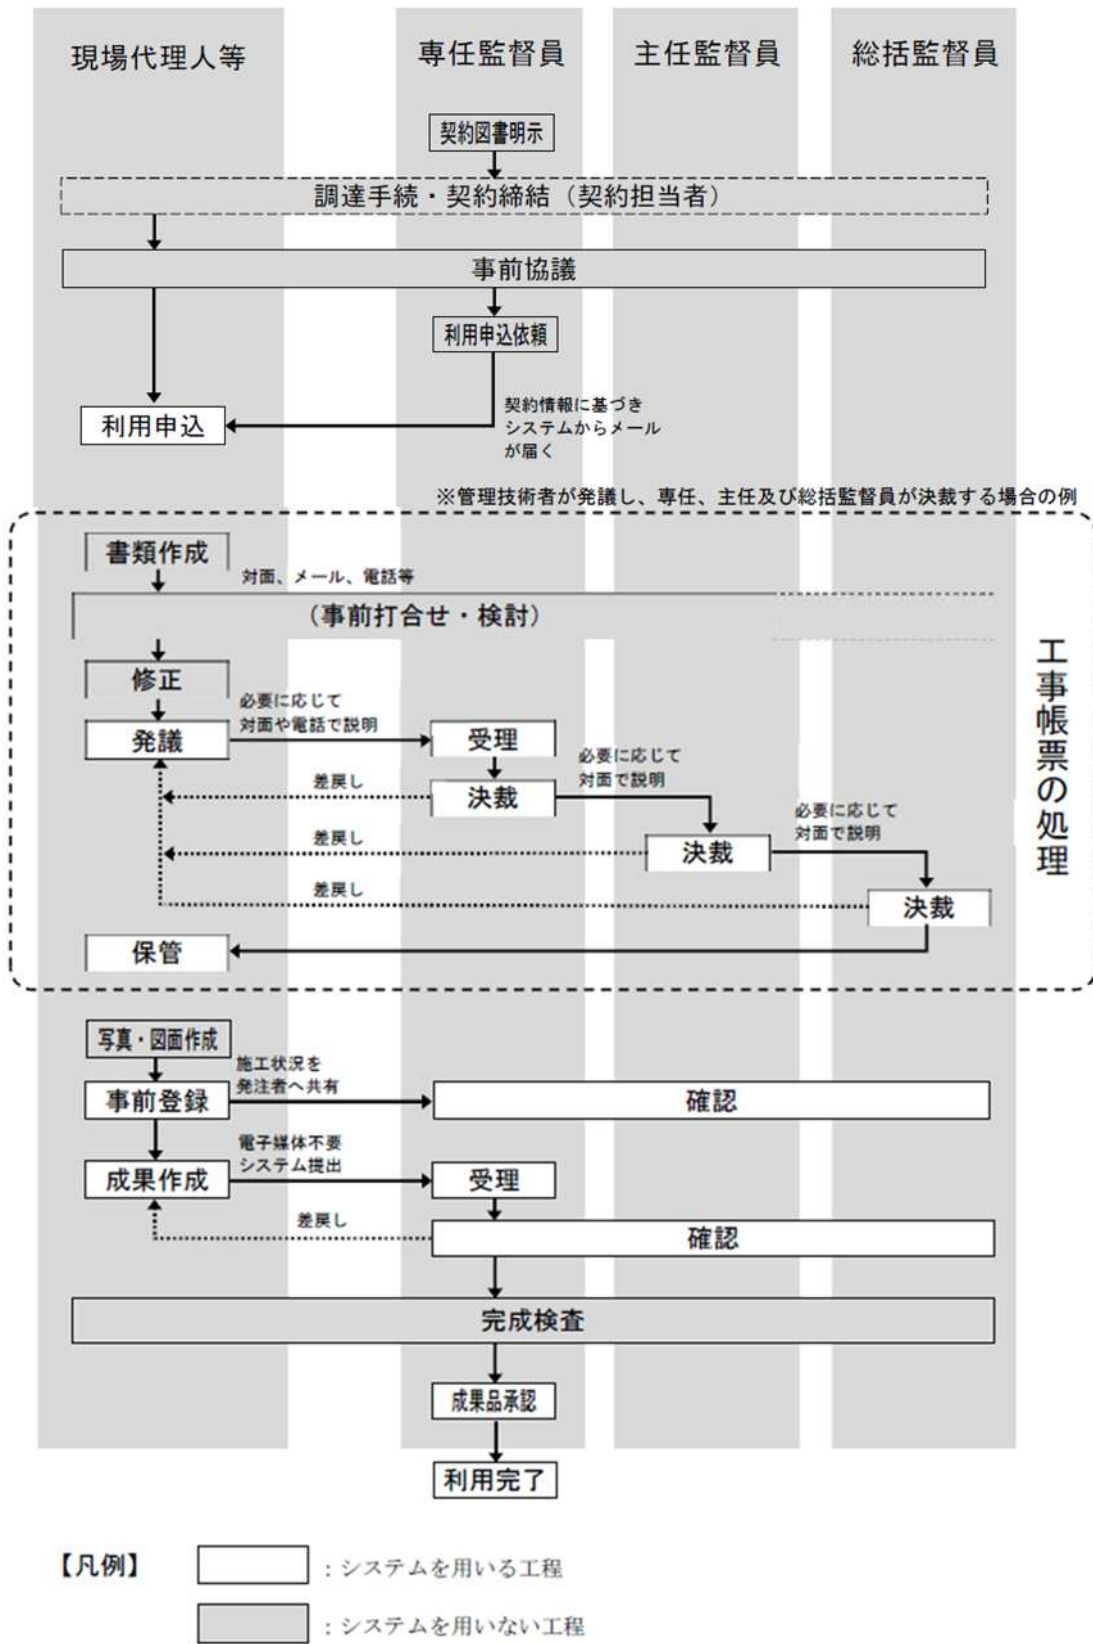 現場代理人等
専任監督員
主任監督員
総括監督員
契約図書明示
調達手続・契約締結（契約担当者）
事前協議
利用申込依頼
利用申込
契約情報に基づき
システムからメール
が届く
※管理技術者が発議し、専任、主任及び総括監督員が決裁する場合の例
書類作成
対面、メール、電話等
（事前打合せ・検討）
工事帳票の処理
修正
必要に応じて
対面や電話で説明
発議
受理
必要に応じて
対面で説明
差戻し
決裁
必要に応じて
対面で説明
差戻し
決裁
差戻し
決裁
保管
写真・図面作成
施工状況を
発注者へ共有
事前登録
確認
電子媒体不要
システム提出
成果作成
受理
差戻し
確認
完成検査
成果品承認
利用完了
【凡例】
：システムを用いる工程
：システムを用いない工程